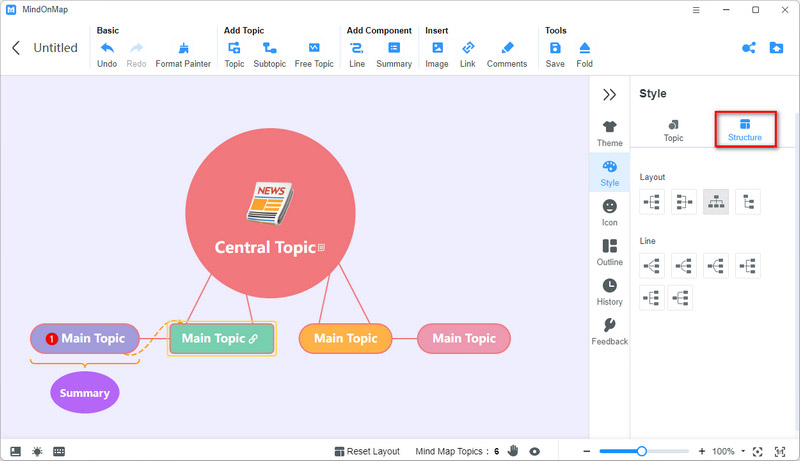 MindOnMap
Untitled
Basic
Undo
Redo
Format Painter
Add Topic
Topic
Subtopic
Free Topic
Add Component
Line
Summary
Insert
Image
Link
Comments
Tools
Save
Fold
NEWS
Central Topic
1 Main Topic
Main Topic
Main Topic
Main Topic
Summary
Theme
Style
Icon
Outline
History
Feedback
Style
Topic
Structure
Layout
Line
Reset Layout
Mind Map Topics: 6
100%